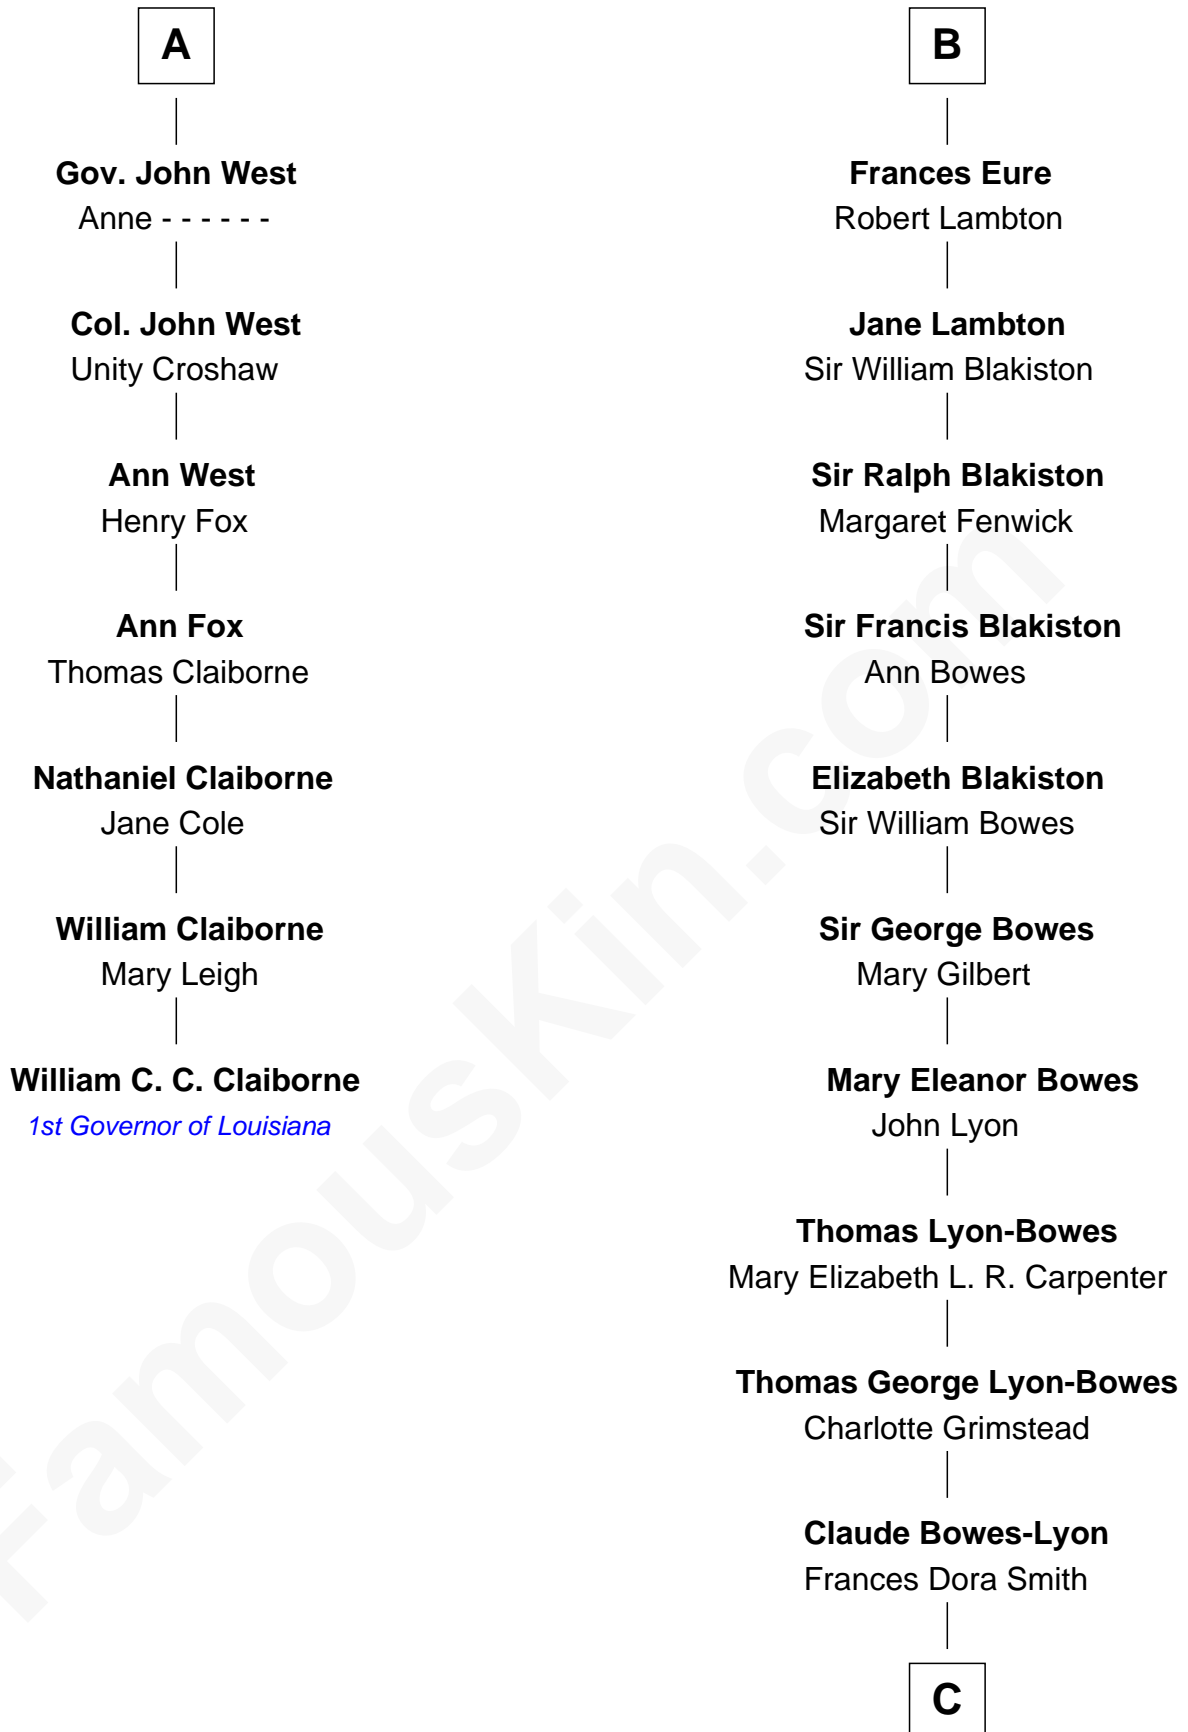 A
Gov. John West
Anne - - - - - -
Col. John West
Unity Croshaw
Ann West
Henry Fox
Ann Fox
Thomas Claiborne
Nathaniel Claiborne
Jane Cole
William Claiborne
Mary Leigh
William C. C. Claiborne
1st Governor of Louisiana
B
Frances Eure
Robert Lambton
Jane Lambton
Sir William Blakiston
Sir Ralph Blakiston
Margaret Fenwick
Sir Francis Blakiston
Ann Bowes
Elizabeth Blakiston
Sir William Bowes
Sir George Bowes
Mary Gilbert
Mary Eleanor Bowes
John Lyon
Thomas Lyon-Bowes
Mary Elizabeth L. R. Carpenter
Thomas George Lyon-Bowes
Charlotte Grimstead
Claude Bowes-Lyon
Frances Dora Smith
C
FamousKin.com